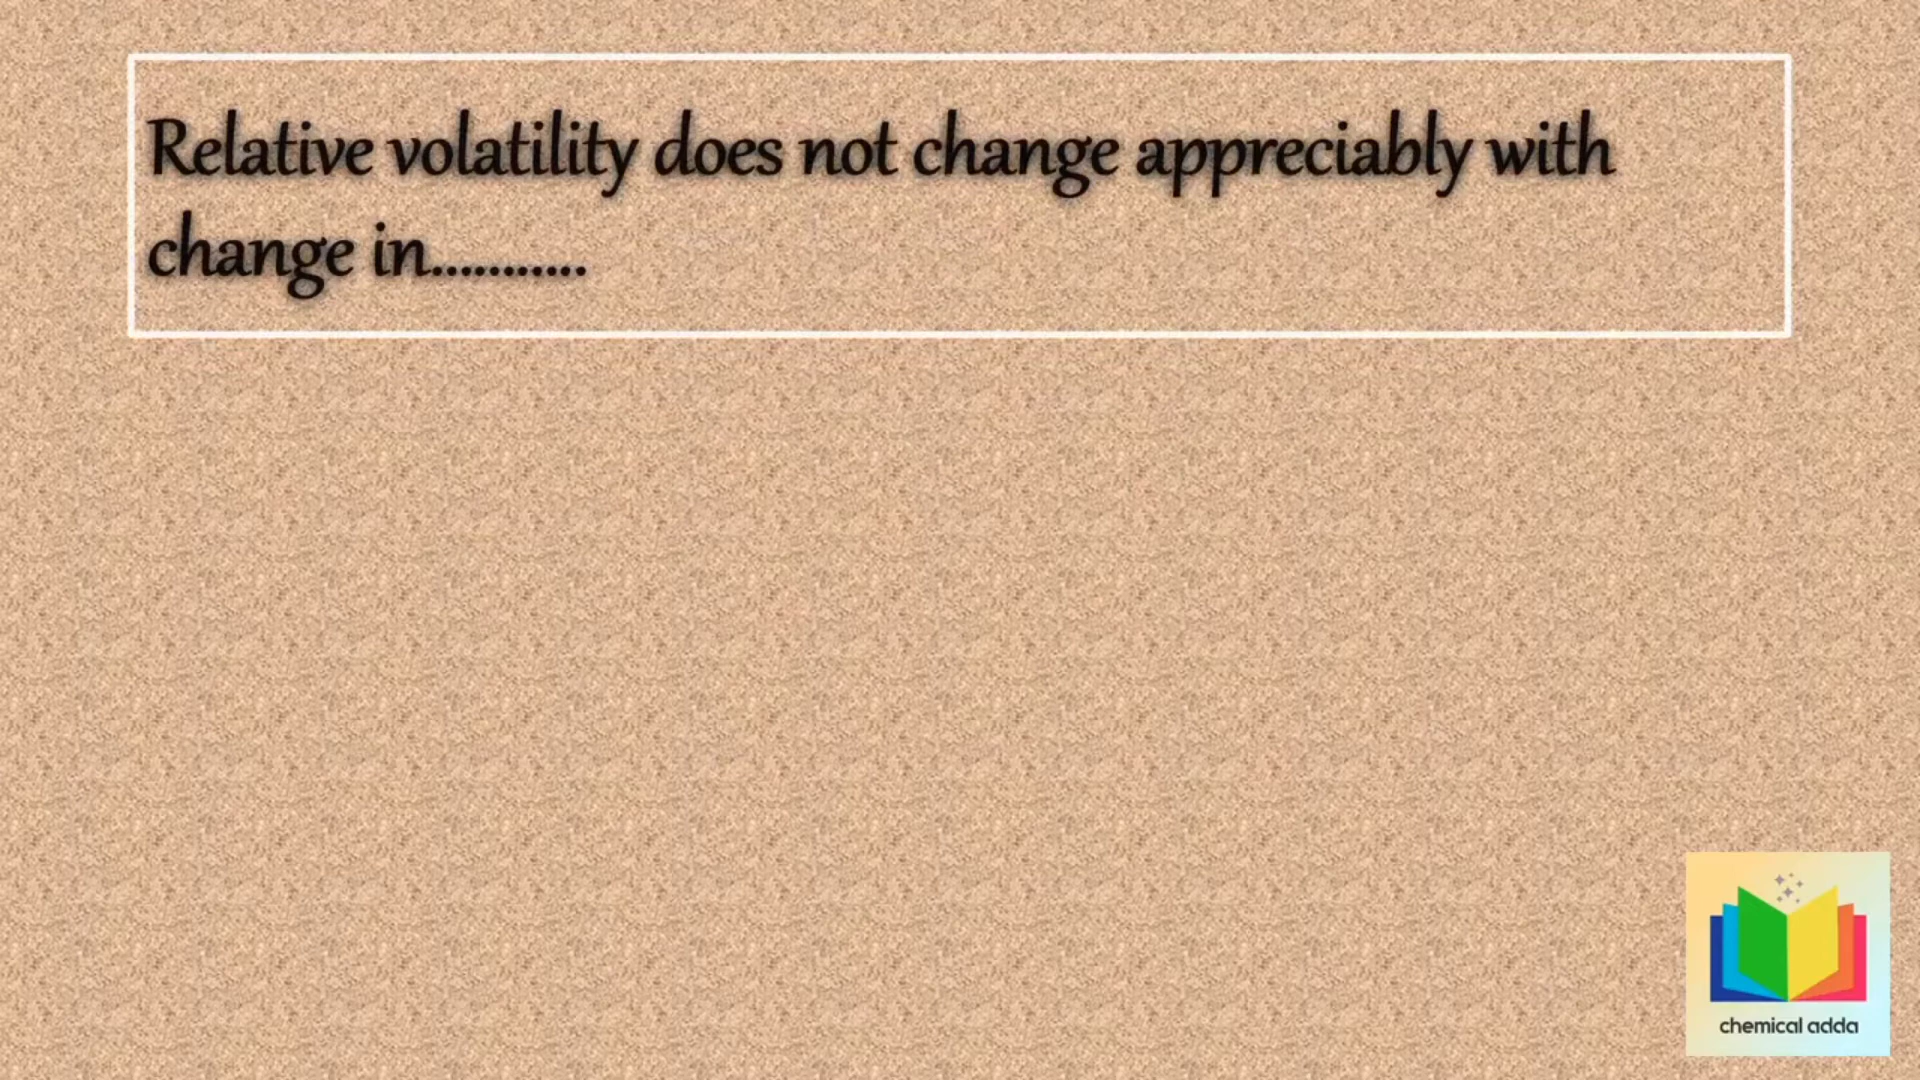 Relative volatility does not change appreciably with
change in...........
chemical adda